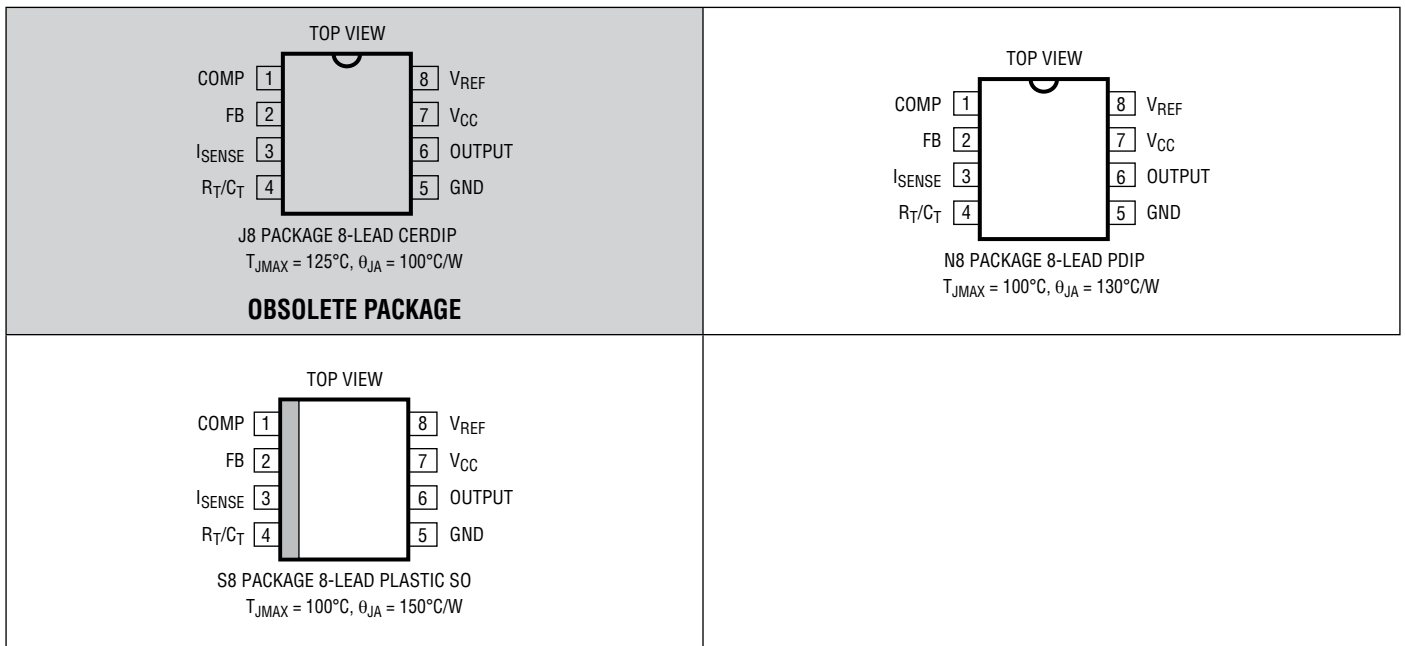 TOP VIEW
COMP 1 8 VREF
FB 2 7 VCC
ISENSE 3 6 OUTPUT
RT/CT 4 5 GND
J8 PACKAGE 8-LEAD CERDIP
TJMAX = 125°C, θJA = 100°C/W
OBSOLETE PACKAGE
TOP VIEW
COMP 1 8 VREF
FB 2 7 VCC
ISENSE 3 6 OUTPUT
RT/CT 4 5 GND
N8 PACKAGE 8-LEAD PDIP
TJMAX = 100°C, θJA = 130°C/W
TOP VIEW
COMP 1 8 VREF
FB 2 7 VCC
ISENSE 3 6 OUTPUT
RT/CT 4 5 GND
S8 PACKAGE 8-LEAD PLASTIC SO
TJMAX = 100°C, θJA = 150°C/W